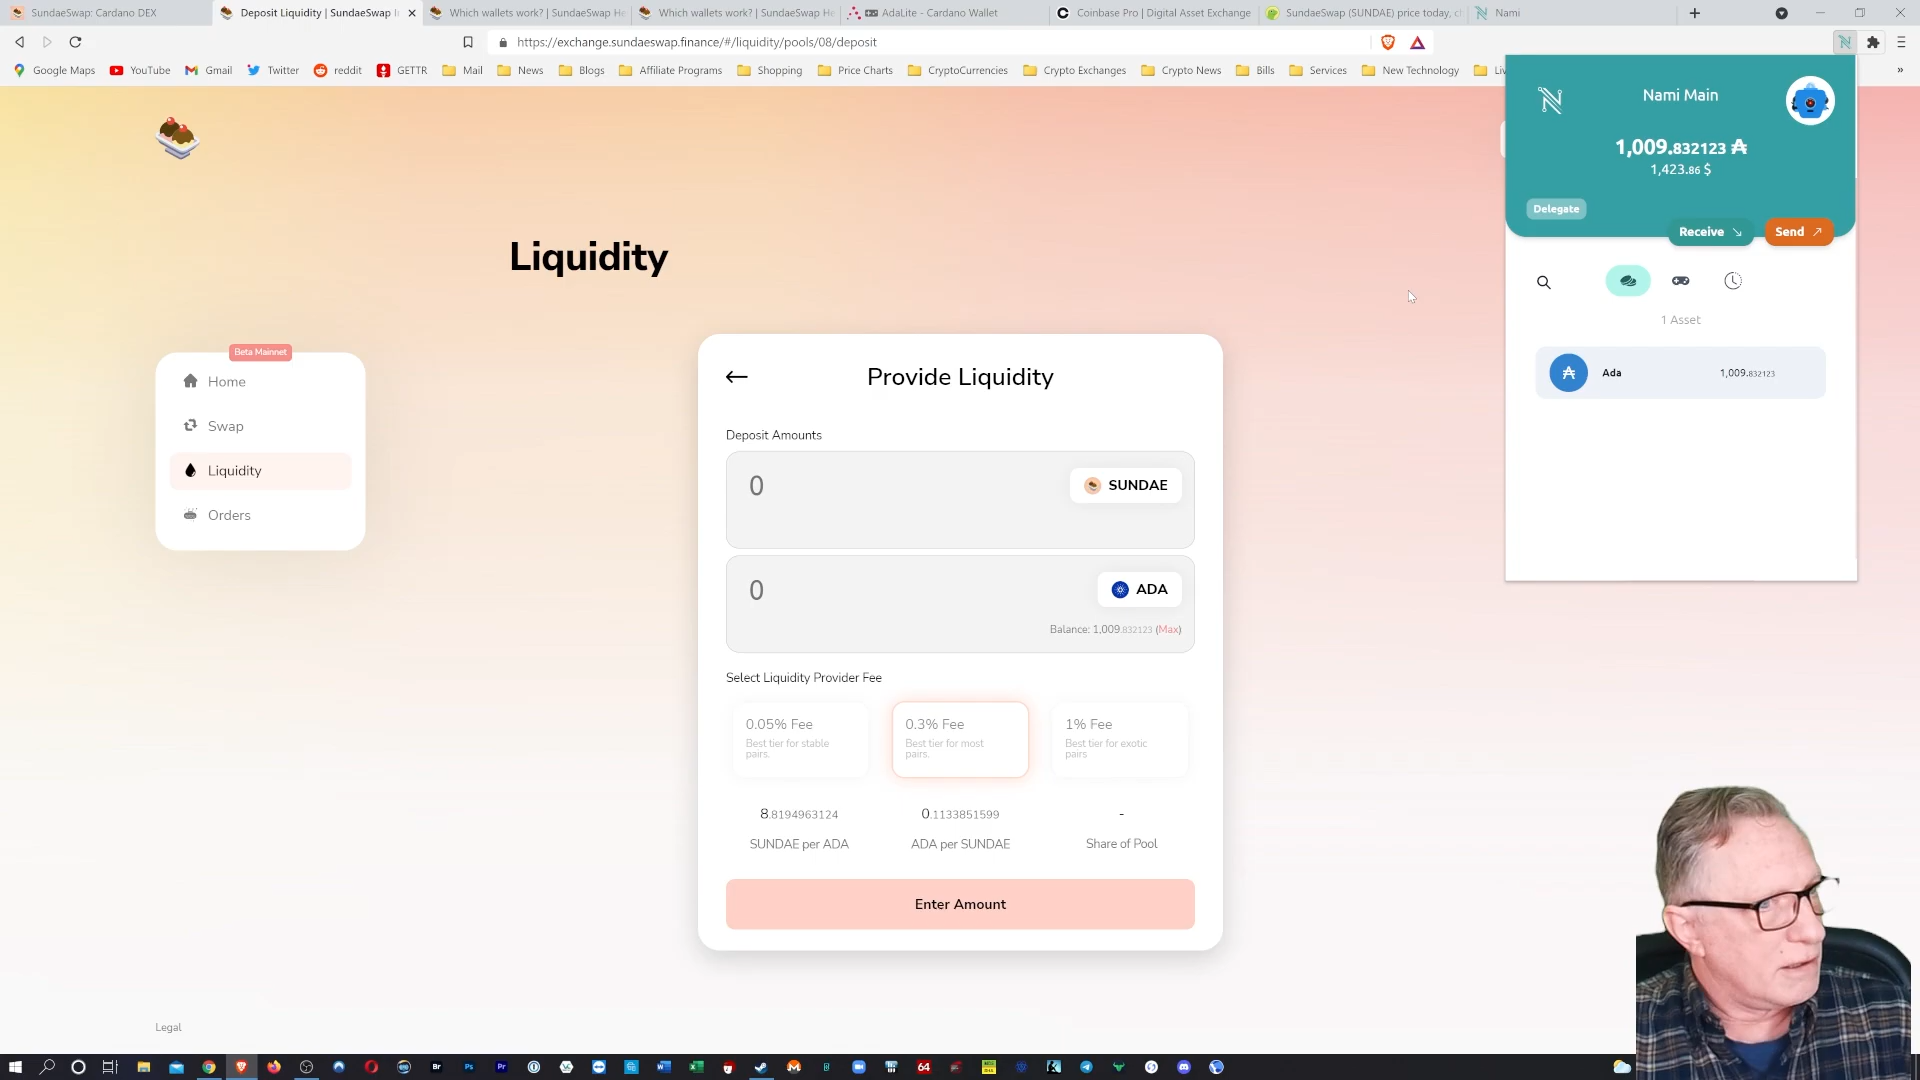 SundaeSwap: Cardano DEX
Deposit Liquidity | SundaeSwap
Which wallets work? | SundaeSwap He
Which wallets work? | SundaeSwap He
AdaLite - Cardano Wallet
Coinbase Pro | Digital Asset Exchange
SundaeSwap (SUNDAE) price today, c
Nami
https://exchange.sundaeswap.finance/#/liquidity/pools/08/deposit
Google Maps
YouTube
Gmail
Twitter
reddit
GETTR
Mail
News
Blogs
Affiliate Programs
Shopping
Price Charts
CryptoCurrencies
Crypto Exchanges
Crypto News
Bills
Services
New Technology
Liv
Nami Main
1,009.832123 ₳
1,423.86 $
Delegate
Receive
Send
1 Asset
Ada
1,009.832123
Liquidity
Beta Mainnet
Home
Swap
Liquidity
Orders
Provide Liquidity
Deposit Amounts
0
SUNDAE
0
ADA
Balance: 1,009.832123 (Max)
Select Liquidity Provider Fee
0.05% Fee
Best tier for stable
pairs.
0.3% Fee
Best tier for most
pairs.
1% Fee
Best tier for exotic
pairs
8.8194963124
0.1133851599
-
SUNDAE per ADA
ADA per SUNDAE
Share of Pool
Enter Amount
Legal
Br
Ps
Pr
64